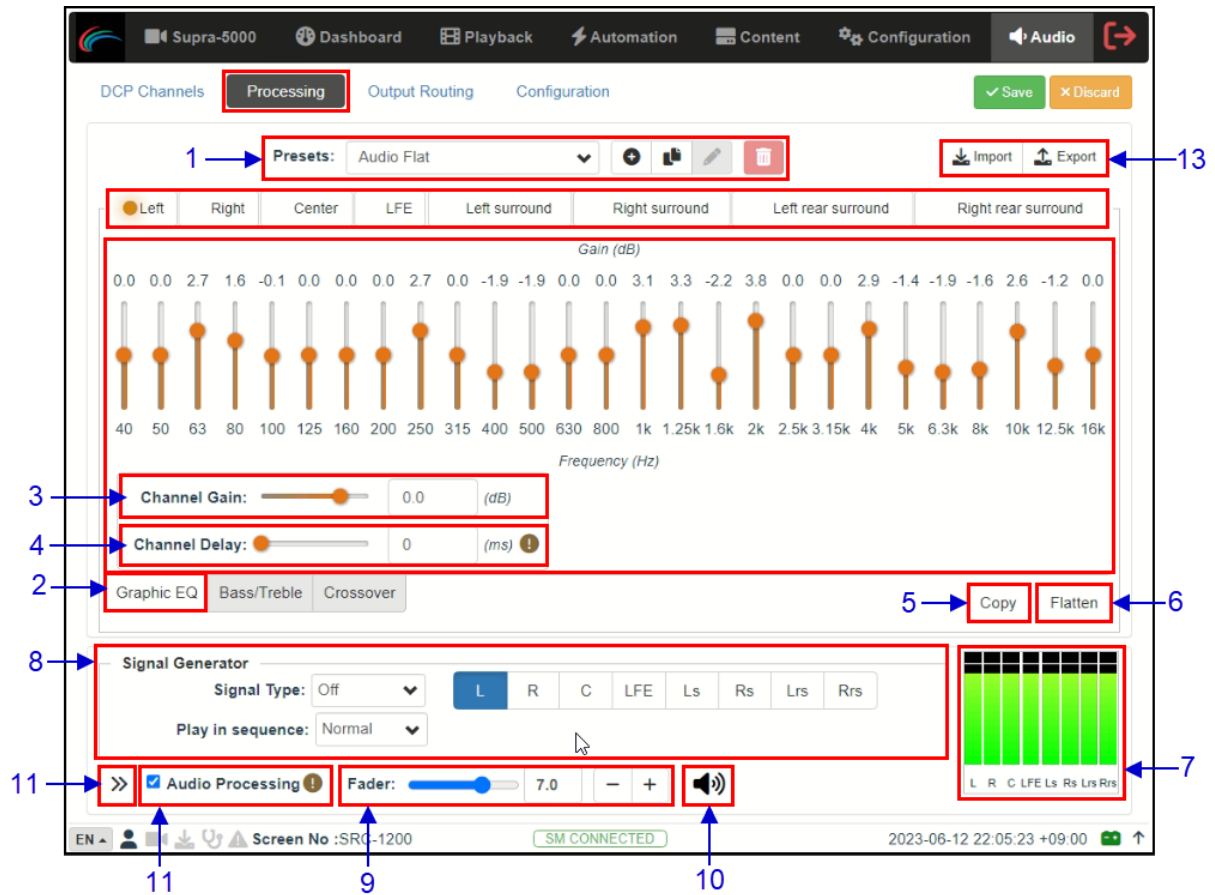 Supra-5000 Dashboard Playback Automation Content Configuration Audio
DCP Channels Processing Output Routing Configuration Save Discard
1 Presets: Audio Flat Import Export 13
Left Right Center LFE Left surround Right surround Left rear surround Right rear surround
Gain (dB)
0.0 0.0 2.7 1.6 -0.1 0.0 0.0 0.0 2.7 0.0 -1.9 -1.9 0.0 0.0 3.1 3.3 -2.2 3.8 0.0 0.0 2.9 -1.4 -1.9 -1.6 2.6 -1.2 0.0
40 50 63 80 100 125 160 200 250 315 400 500 630 800 1k 1.25k 1.6k 2k 2.5k 3.15k 4k 5k 6.3k 8k 10k 12.5k 16k
Frequency (Hz)
3 Channel Gain: 0.0 (dB)
4 Channel Delay: 0 (ms)
2 Graphic EQ Bass/Treble Crossover 5 Copy Flatten 6
8 Signal Generator
Signal Type: Off L R C LFE Ls Rs Lrs Rrs
Play in sequence: Normal
7
L R C LFE Ls Rs Lrs Rrs
11 Audio Processing Fader: 7.0 − +
EN Screen No :SRC-1200 SM CONNECTED 2023-06-12 22:05:23 +09:00
11 9 10